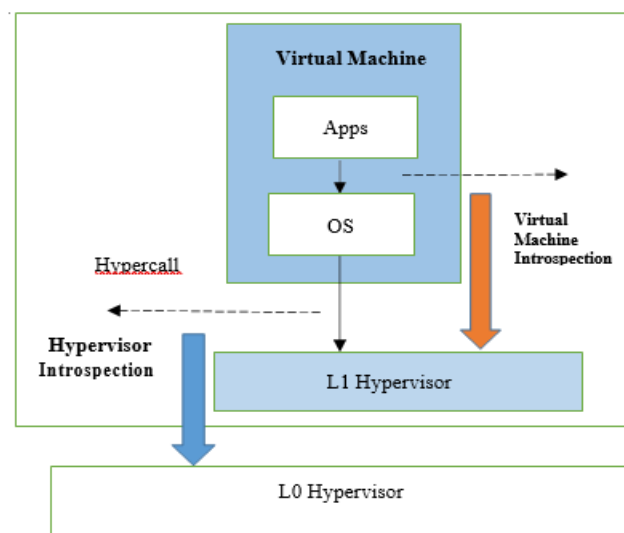 Virtual Machine
Apps
OS
Virtual
Machine
Introspection
Hypercall
Hypervisor
Introspection
L1 Hypervisor
L0 Hypervisor